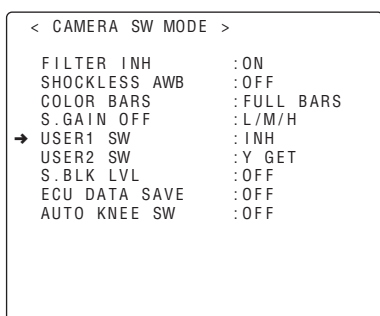 < CAMERA SW MODE >
FILTER INH :ON
SHOCKLESS AWB :OFF
COLOR BARS :FULL BARS
S.GAIN OFF :L/M/H
➔ USER1 SW :INH
USER2 SW :Y GET
S.BLK LVL :OFF
ECU DATA SAVE :OFF
AUTO KNEE SW :OFF